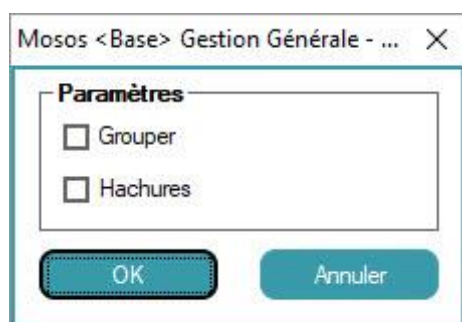 Mosos <Base> Gestion Générale - ...
Paramètres
Grouper
Hachures
OK Annuler